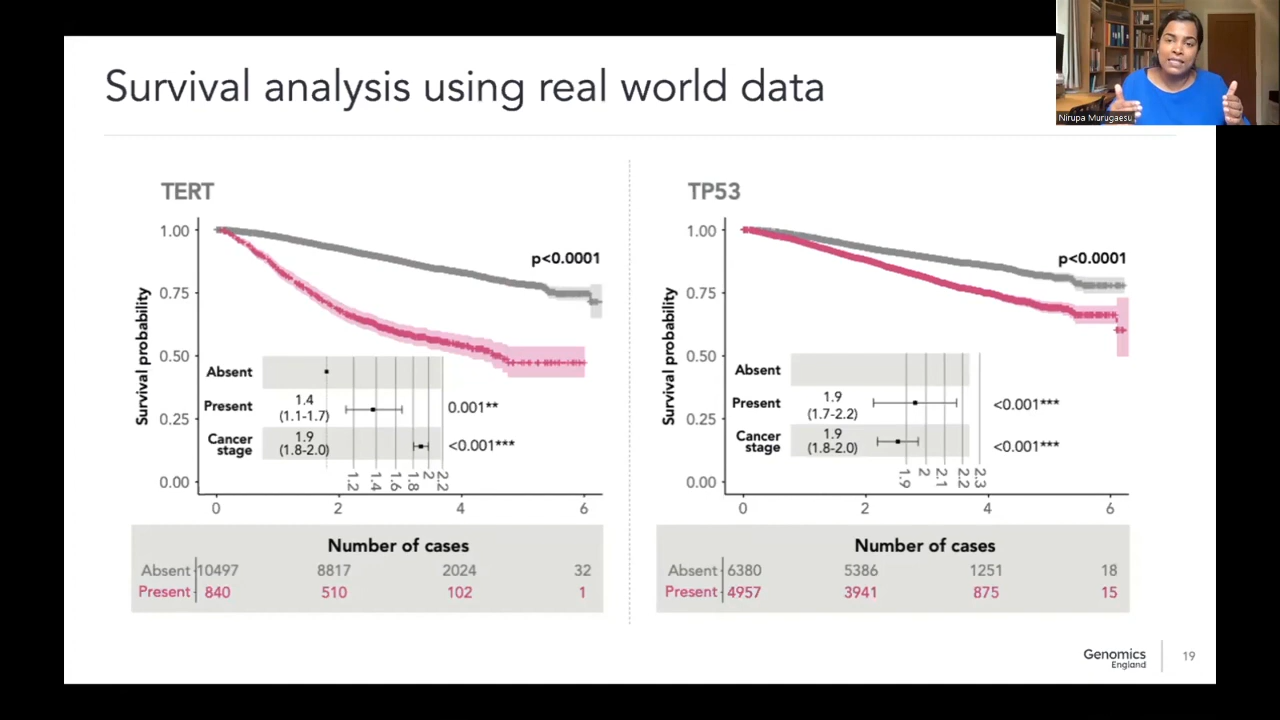 Survival analysis using real world data
Nirupa Murugaesu
TERT
Survival probability
1.00
0.75
0.50
0.25
0.00
p<0.0001
Absent
Present
1.4
(1.1-1.7)
0.001**
Cancer
stage
1.9
(1.8-2.0)
<0.001***
1.2
1.4
1.6
1.8
2
2.2
0
2
4
6
Number of cases
Absent 10497 8817 2024 32
Present 840 510 102 1
TP53
Survival probability
1.00
0.75
0.50
0.25
0.00
p<0.0001
Absent
Present
1.9
(1.7-2.2)
<0.001***
Cancer
stage
1.9
(1.8-2.0)
<0.001***
1.9
2
2.1
2.2
2.3
0
2
4
6
Number of cases
Absent 6380 5386 1251 18
Present 4957 3941 875 15
Genomics
England
19